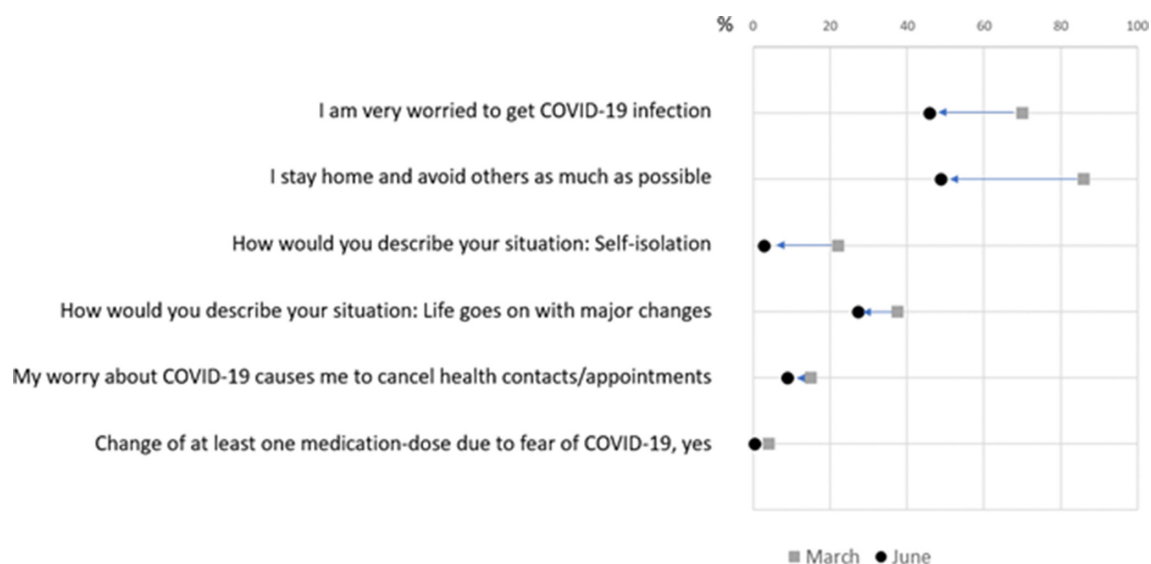 % 0 20 40 60 80 100
I am very worried to get COVID-19 infection
I stay home and avoid others as much as possible
How would you describe your situation: Self-isolation
How would you describe your situation: Life goes on with major changes
My worry about COVID-19 causes me to cancel health contacts/appointments
Change of at least one medication-dose due to fear of COVID-19, yes
March June